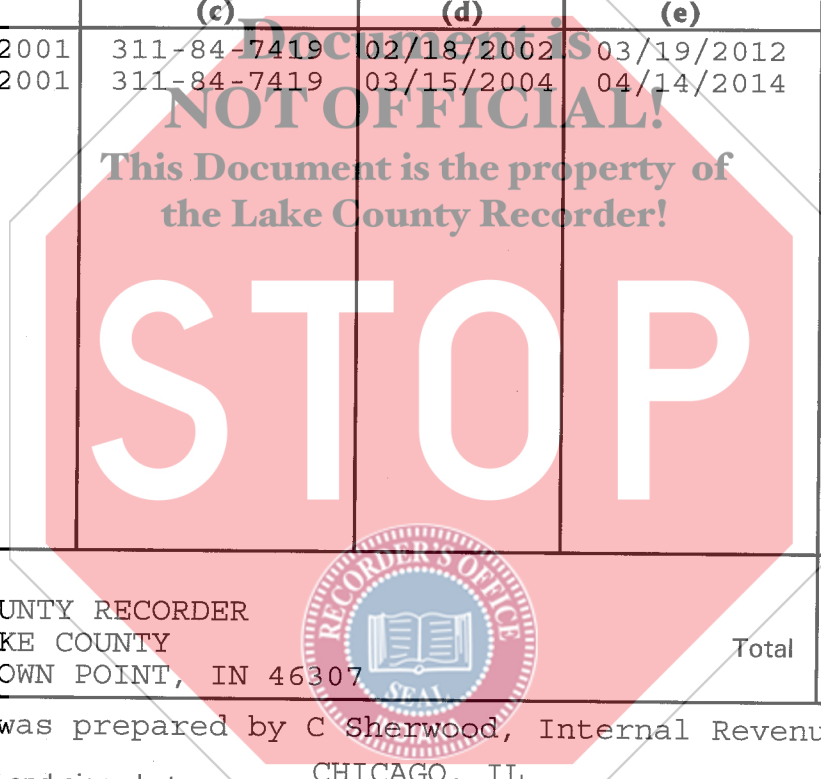 (c) (d) (e)
Document is
2001 311-84-7419 02/18/2002 03/19/2012
2001 311-84-7419 03/15/2004 04/14/2014
NOT OFFICIAL!
This Document is the property of
the Lake County Recorder!
STOP
RECORDER'S OFFICE
UNTY RECORDER
KE COUNTY
Total
OWN POINT, IN 46307
SEAL
was prepared by C Sherwood, Internal Revenu
CHICAGO, IL